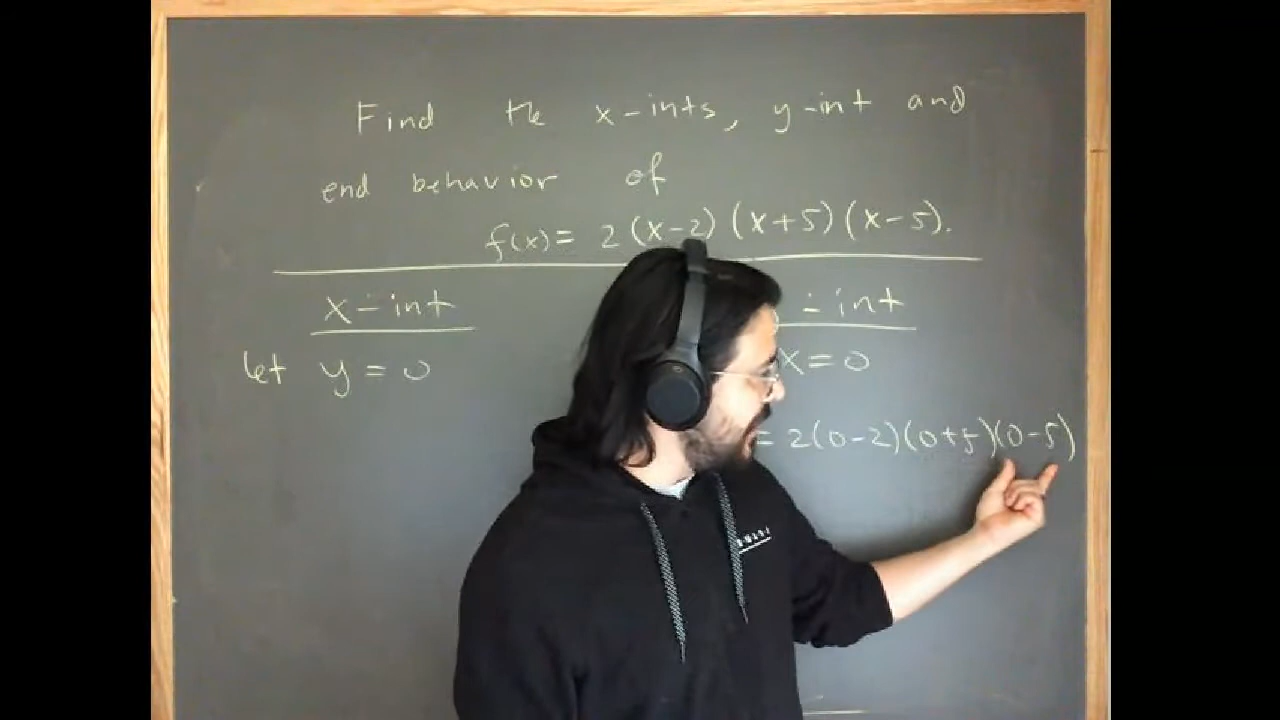 Find the x-ints, y-int and
end behavior of
f(x) = 2(x-2)(x+5)(x-5).
x-int
-int
let y = 0
x = 0
= 2(0-2)(0+5)(0-5)